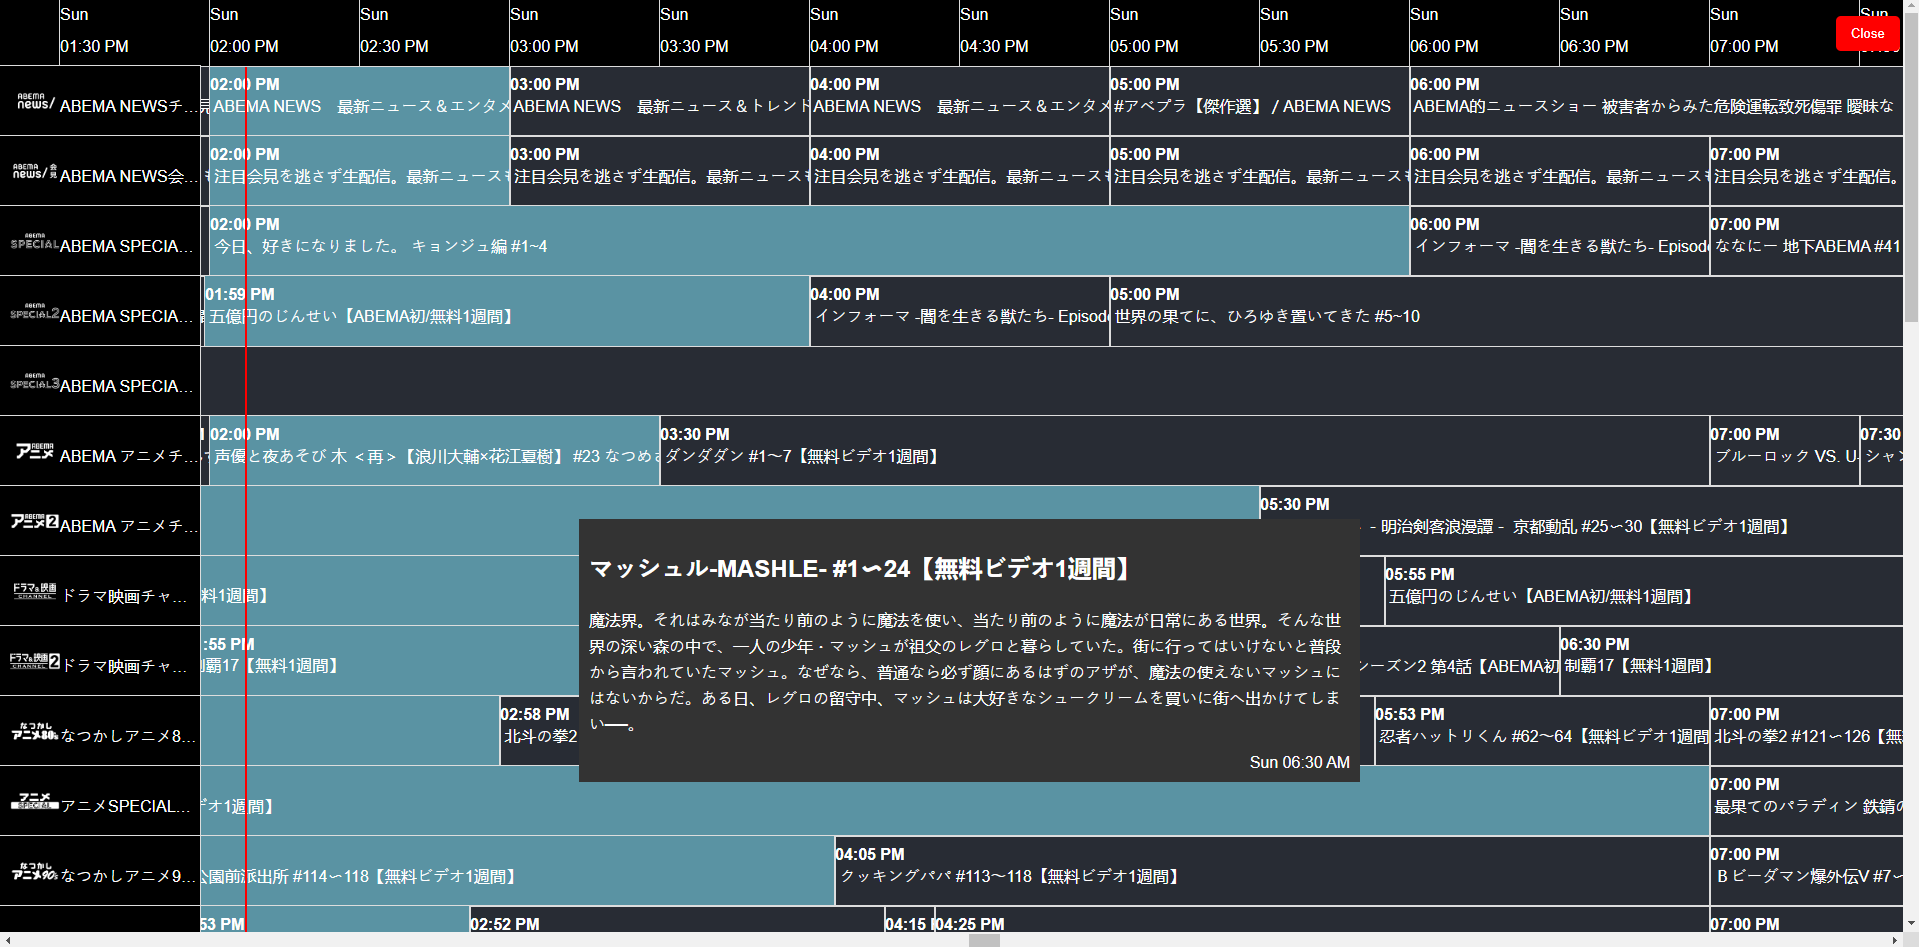 Sun Sun Sun Sun Sun Sun Sun Sun Sun Sun Sun Sun Sun
01:30 PM 02:00 PM 02:30 PM 03:00 PM 03:30 PM 04:00 PM 04:30 PM 05:00 PM 05:30 PM 06:00 PM 06:30 PM 07:00 PM
Close
02:00 PM 03:00 PM 04:00 PM 05:00 PM 06:00 PM
ABEMA news/ ABEMA NEWSチ... ABEMA NEWS 最新ニュース＆エンタメ ABEMA NEWS 最新ニュース＆トレンド ABEMA NEWS 最新ニュース＆エンタメ #アベプラ【傑作選】 / ABEMA NEWS ABEMA的ニュースショー 被害者からみた危険運転致死傷罪 曖昧な
02:00 PM 03:00 PM 04:00 PM 05:00 PM 06:00 PM 07:00 PM
ABEMA news/会見 ABEMA NEWS会... 注目会見を逃さず生配信。最新ニュース 注目会見を逃さず生配信。最新ニュース 注目会見を逃さず生配信。最新ニュース 注目会見を逃さず生配信。最新ニュース 注目会見を逃さず生配信。最新ニュース 注目会見を逃さず生配信。
02:00 PM 06:00 PM 07:00 PM
ABEMA SPECIAL ABEMA SPECIA... 今日、好きになりました。 キョンジュ編 #1~4 インフォーマ -闇を生きる獣たち- Episod ななにー 地下ABEMA #41
01:59 PM 04:00 PM 05:00 PM
ABEMA SPECIAL2 ABEMA SPECIA... 五億円のじんせい【ABEMA初/無料1週間】 インフォーマ -闇を生きる獣たち- Episod 世界の果てに、ひろゆき置いてきた #5~10
ABEMA SPECIAL3 ABEMA SPECIA...
02:00 PM 03:30 PM 07:00 PM 07:30
ABEMA アニメ ABEMA アニメチ... 声優と夜あそび 木 ＜再＞【浪川大輔×花江夏樹】 #23 なつめ ダンダダン #1〜7【無料ビデオ1週間】 ブルーロック VS. U- シャン
05:30 PM
ABEMA アニメ2 ABEMA アニメチ... - 明治剣客浪漫譚 - 京都動乱 #25〜30【無料ビデオ1週間】
05:55 PM
ドラマ&映画 CHANNEL ドラマ映画チャ... 料1週間】 五億円のじんせい【ABEMA初/無料1週間】
:55 PM 06:30 PM
ドラマ&映画2 ドラマ映画チャ... 制覇17【無料1週間】 シーズン2 第4話【ABEMA初 制覇17【無料1週間】
02:58 PM 05:53 PM 07:00 PM
なつかしアニメ80s なつかしアニメ8... 北斗の拳2 忍者ハットリくん #62〜64【無料ビデオ1週間 北斗の拳2 #121〜126【無
07:00 PM
アニメ SPECIAL アニメSPECIAL... デオ1週間】 最果てのパラディン 鉄錆の
04:05 PM 07:00 PM
なつかしアニメ90s なつかしアニメ9... 公園前派出所 #114〜118【無料ビデオ1週間】 クッキングパパ #113〜118【無料ビデオ1週間】 Bビーダマン爆外伝V #7〜
53 PM 02:52 PM 04:15 04:25 PM 07:00 PM
マッシュル-MASHLE- #1〜24【無料ビデオ1週間】
魔法界。それはみなが当たり前のように魔法を使い、当たり前のように魔法が日常にある世界。そんな世
界の深い森の中で、一人の少年・マッシュが祖父のレグロと暮らしていた。街に行ってはいけないと普段
から言われていたマッシュ。なぜなら、普通なら必ず顔にあるはずのアザが、魔法の使えないマッシュに
はないからだ。ある日、レグロの留守中、マッシュは大好きなシュークリームを買いに街へ出かけてしま
い──。
Sun 06:30 AM